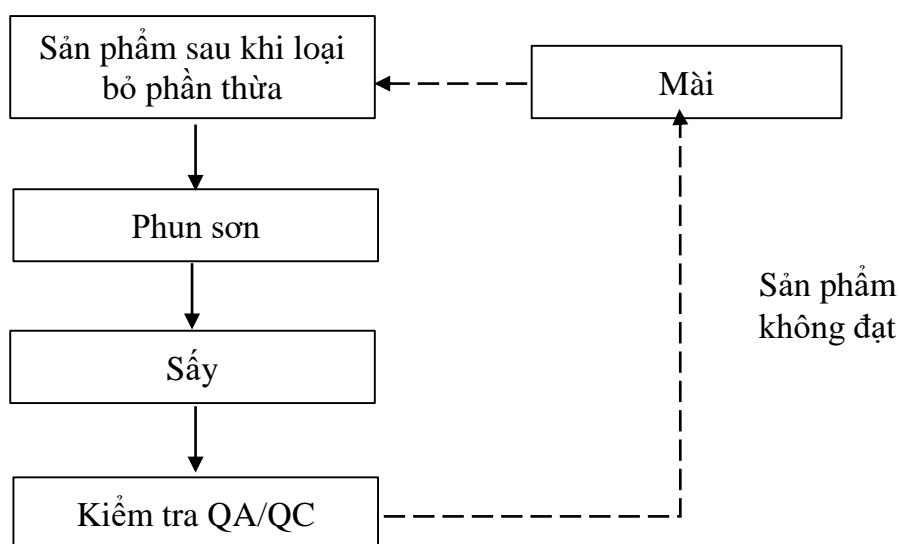 Sản phẩm sau khi loại
bỏ phần thừa
Mài
Phun sơn
Sản phẩm
không đạt
Sấy
Kiểm tra QA/QC